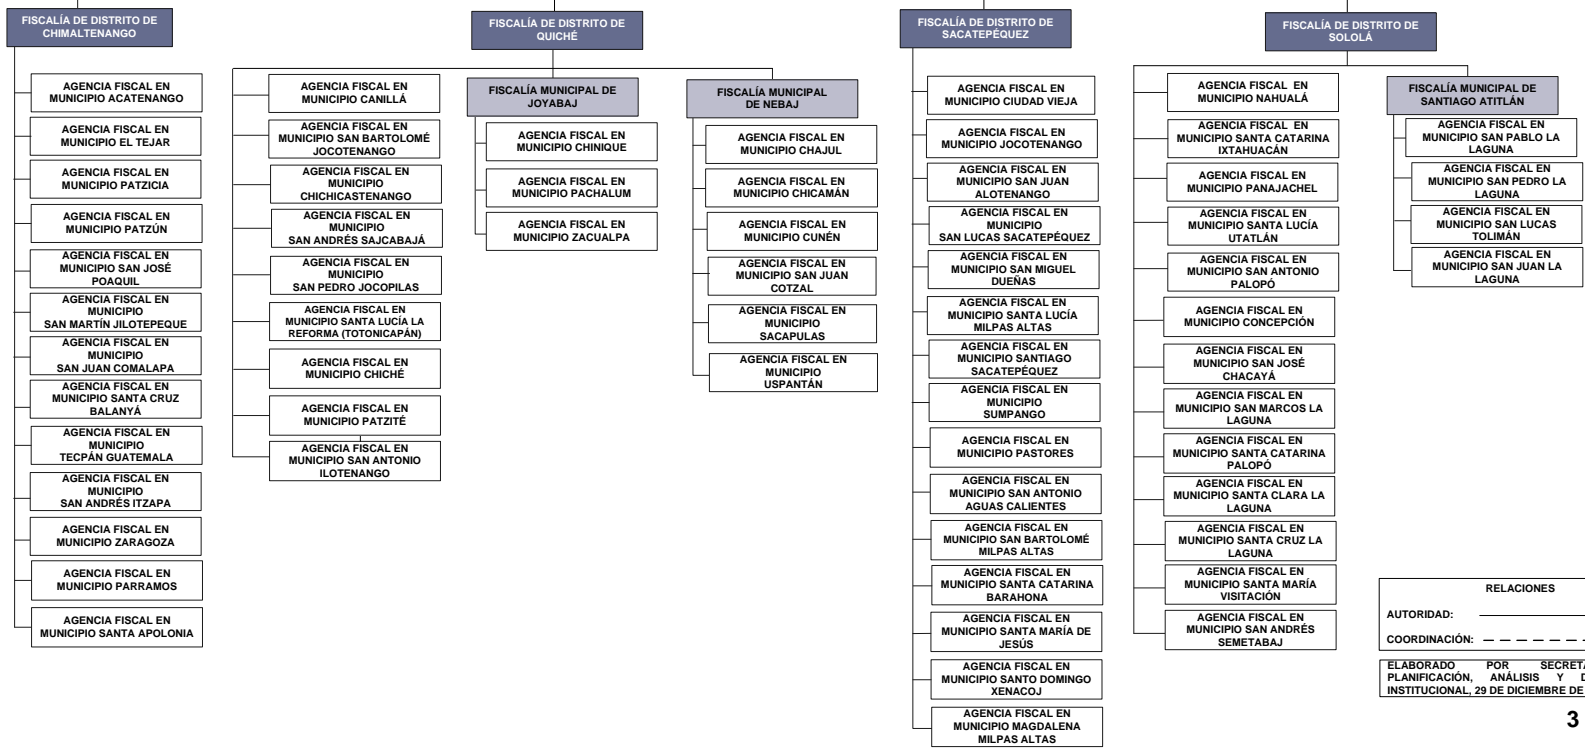 FISCALÍA DE DISTRITO DE
CHIMALTENANGO
AGENCIA FISCAL EN
MUNICIPIO ACATENANGO
AGENCIA FISCAL EN
MUNICIPIO EL TEJAR
AGENCIA FISCAL EN
MUNICIPIO PATZICIA
AGENCIA FISCAL EN
MUNICIPIO PATZÚN
AGENCIA FISCAL EN
MUNICIPIO SAN JOSÉ
POAQUIL
AGENCIA FISCAL EN
MUNICIPIO
SAN MARTÍN JILOTEPEQUE
AGENCIA FISCAL EN
MUNICIPIO
SAN JUAN COMALAPA
AGENCIA FISCAL EN
MUNICIPIO SANTA CRUZ
BALANYÁ
AGENCIA FISCAL EN
MUNICIPIO
TECPÁN GUATEMALA
AGENCIA FISCAL EN
MUNICIPIO
SAN ANDRÉS ITZAPA
AGENCIA FISCAL EN
MUNICIPIO ZARAGOZA
AGENCIA FISCAL EN
MUNICIPIO PARRAMOS
AGENCIA FISCAL EN
MUNICIPIO SANTA APOLONIA
FISCALÍA DE DISTRITO DE
QUICHÉ
AGENCIA FISCAL EN
MUNICIPIO CANILLÁ
AGENCIA FISCAL EN
MUNICIPIO SAN BARTOLOMÉ
JOCOTENANGO
AGENCIA FISCAL EN
MUNICIPIO
CHICHICASTENANGO
AGENCIA FISCAL EN
MUNICIPIO
SAN ANDRÉS SAJCABAJÁ
AGENCIA FISCAL EN
MUNICIPIO
SAN PEDRO JOCOPILAS
AGENCIA FISCAL EN
MUNICIPIO SANTA LUCÍA LA
REFORMA (TOTONICAPÁN)
AGENCIA FISCAL EN
MUNICIPIO CHICHÉ
AGENCIA FISCAL EN
MUNICIPIO PATZITÉ
AGENCIA FISCAL EN
MUNICIPIO SAN ANTONIO
ILOTENANGO
FISCALÍA MUNICIPAL DE
JOYABAJ
AGENCIA FISCAL EN
MUNICIPIO CHINIQUE
AGENCIA FISCAL EN
MUNICIPIO PACHALUM
AGENCIA FISCAL EN
MUNICIPIO ZACUALPA
FISCALÍA MUNICIPAL
DE NEBAJ
AGENCIA FISCAL EN
MUNICIPIO CHAJUL
AGENCIA FISCAL EN
MUNICIPIO CHICAMÁN
AGENCIA FISCAL EN
MUNICIPIO CUNÉN
AGENCIA FISCAL EN
MUNICIPIO SAN JUAN
COTZAL
AGENCIA FISCAL EN
MUNICIPIO
SACAPULAS
AGENCIA FISCAL EN
MUNICIPIO
USPANTÁN
FISCALÍA DE DISTRITO DE
SACATEPÉQUEZ
AGENCIA FISCAL EN
MUNICIPIO CIUDAD VIEJA
AGENCIA FISCAL EN
MUNICIPIO JOCOTENANGO
AGENCIA FISCAL EN
MUNICIPIO SAN JUAN
ALOTENANGO
AGENCIA FISCAL EN
MUNICIPIO
SAN LUCAS SACATEPÉQUEZ
AGENCIA FISCAL EN
MUNICIPIO SAN MIGUEL
DUEÑAS
AGENCIA FISCAL EN
MUNICIPIO SANTA LUCÍA
MILPAS ALTAS
AGENCIA FISCAL EN
MUNICIPIO SANTIAGO
SACATEPÉQUEZ
AGENCIA FISCAL EN
MUNICIPIO
SUMPANGO
AGENCIA FISCAL EN
MUNICIPIO PASTORES
AGENCIA FISCAL EN
MUNICIPIO SAN ANTONIO
AGUAS CALIENTES
AGENCIA FISCAL EN
MUNICIPIO SAN BARTOLOMÉ
MILPAS ALTAS
AGENCIA FISCAL EN
MUNICIPIO SANTA CATARINA
BARAHONA
AGENCIA FISCAL EN
MUNICIPIO SANTA MARÍA DE
JESÚS
AGENCIA FISCAL EN
MUNICIPIO SANTO DOMINGO
XENACOJ
AGENCIA FISCAL EN
MUNICIPIO MAGDALENA
MILPAS ALTAS
FISCALÍA DE DISTRITO DE
SOLOLÁ
AGENCIA FISCAL EN
MUNICIPIO NAHUALÁ
AGENCIA FISCAL EN
MUNICIPIO SANTA CATARINA
IXTAHUACÁN
AGENCIA FISCAL EN
MUNICIPIO PANAJACHEL
AGENCIA FISCAL EN
MUNICIPIO SANTA LUCÍA
UTATLÁN
AGENCIA FISCAL EN
MUNICIPIO SAN ANTONIO
PALOPÓ
AGENCIA FISCAL EN
MUNICIPIO CONCEPCIÓN
AGENCIA FISCAL EN
MUNICIPIO SAN JOSÉ
CHACAYÁ
AGENCIA FISCAL EN
MUNICIPIO SAN MARCOS LA
LAGUNA
AGENCIA FISCAL EN
MUNICIPIO SANTA CATARINA
PALOPÓ
AGENCIA FISCAL EN
MUNICIPIO SANTA CLARA LA
LAGUNA
AGENCIA FISCAL EN
MUNICIPIO SANTA CRUZ LA
LAGUNA
AGENCIA FISCAL EN
MUNICIPIO SANTA MARÍA
VISITACIÓN
AGENCIA FISCAL EN
MUNICIPIO SAN ANDRÉS
SEMETABAJ
FISCALÍA MUNICIPAL DE
SANTIAGO ATITLÁN
AGENCIA FISCAL EN
MUNICIPIO SAN PABLO LA
LAGUNA
AGENCIA FISCAL EN
MUNICIPIO SAN PEDRO LA
LAGUNA
AGENCIA FISCAL EN
MUNICIPIO SAN LUCAS
TOLIMÁN
AGENCIA FISCAL EN
MUNICIPIO SAN JUAN LA
LAGUNA
RELACIONES
AUTORIDAD:
COORDINACIÓN:
ELABORADO POR
PLANIFICACIÓN, ANÁLISIS Y
INSTITUCIONAL, 29 DE DICIEMBRE DE
3